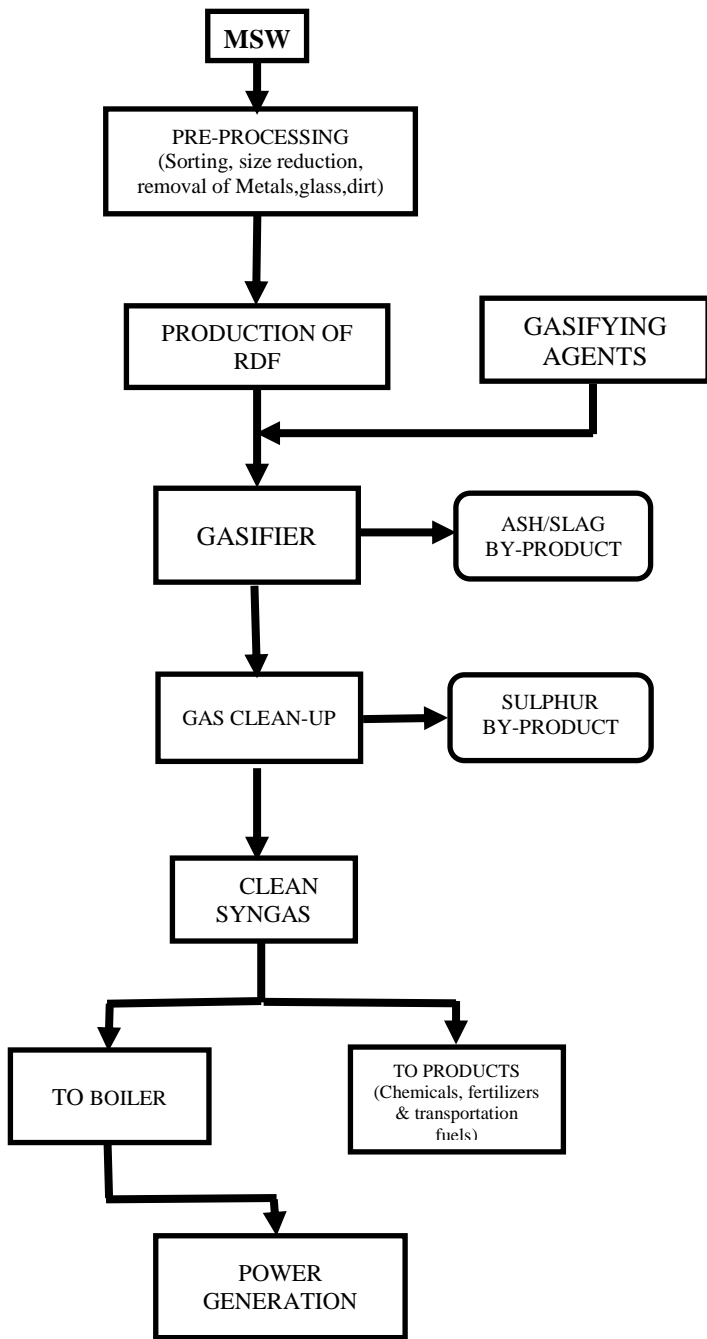 MSW
PRE-PROCESSING
(Sorting, size reduction,
removal of Metals,glass,dirt)
PRODUCTION OF
RDF
GASIFYING
AGENTS
GASIFIER
ASH/SLAG
BY-PRODUCT
GAS CLEAN-UP
SULPHUR
BY-PRODUCT
CLEAN
SYNGAS
TO BOILER
TO PRODUCTS
(Chemicals, fertilizers
& transportation
fuels)
POWER
GENERATION